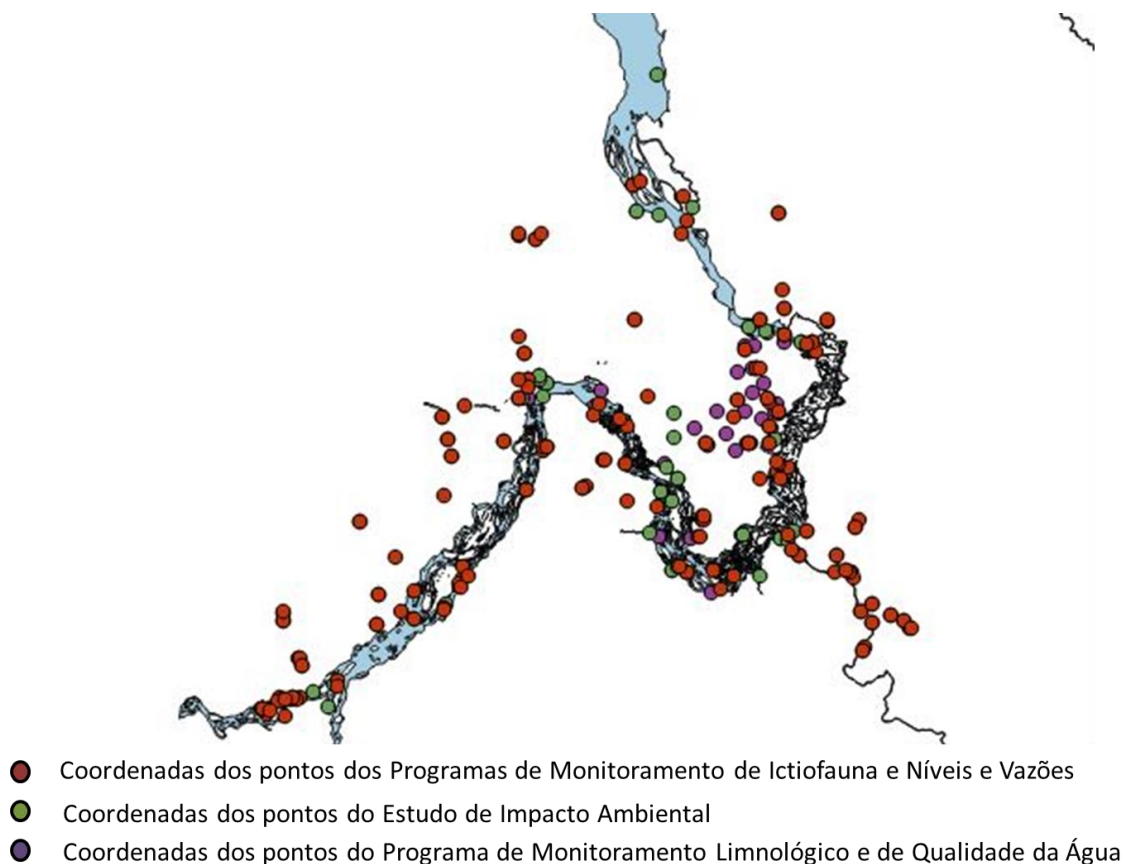 Coordenadas dos pontos dos Programas de Monitoramento de Ictiofauna e Níveis e Vazões
Coordenadas dos pontos do Estudo de Impacto Ambiental
Coordenadas dos pontos do Programa de Monitoramento Limnológico e de Qualidade da Água